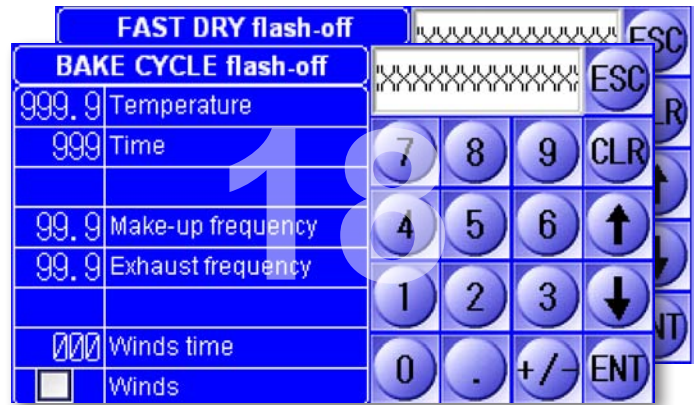 FAST DRY flash-off
ESC
BAKE CYCLE flash-off
ESC
999.9 Temperature
LR
999 Time
7 8 9 CLR
18
99.9 Make-up frequency
4 5 6
99.9 Exhaust frequency
1 2 3
NT
000 Winds time
0 . +/- ENT
Winds